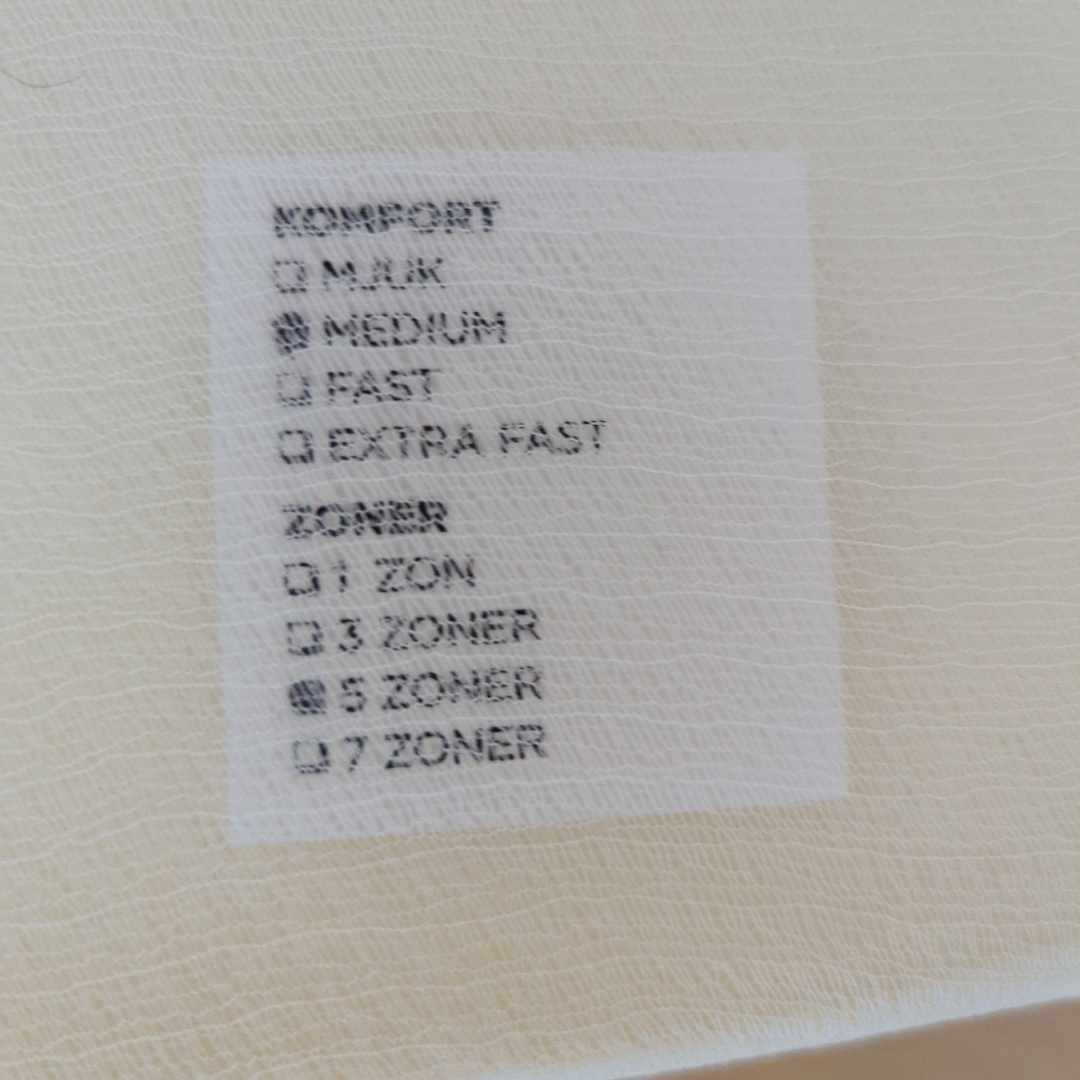 KOMFORT
MJUK
MEDIUM
FAST
EXTRA FAST
ZONER
1 ZON
3 ZONER
5 ZONER
7 ZONER